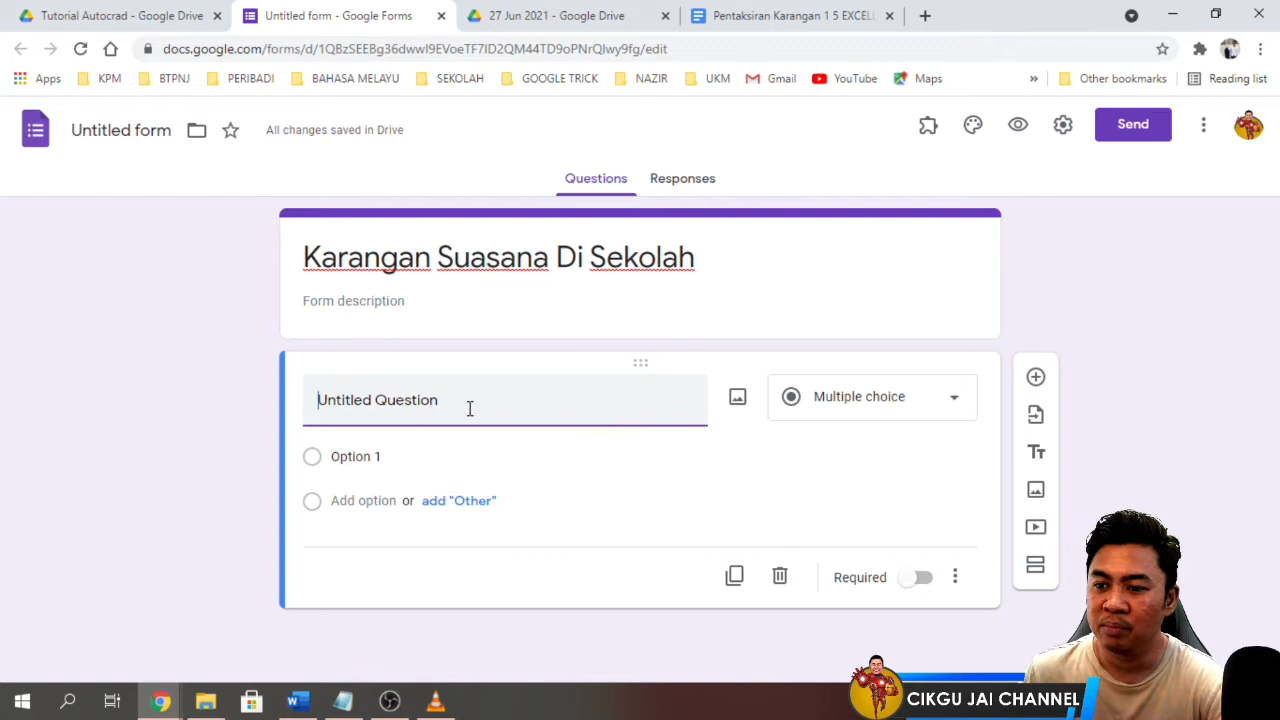 Tutorial Autocrad - Google Drive
Untitled form - Google Forms
27 Jun 2021 - Google Drive
Pentaksiran Karangan 1 5 EXCELL
docs.google.com/forms/d/1QBzSEEBg36dwwI9EVoeTF7ID2QM44TD9oPNrQIwy9fg/edit
Apps
KPM
BTPNJ
PERIBADI
BAHASA MELAYU
SEKOLAH
GOOGLE TRICK
NAZIR
UKM
Gmail
YouTube
Maps
»
Other bookmarks
Reading list
Untitled form
All changes saved in Drive
Send
Questions
Responses
Karangan Suasana Di Sekolah
Form description
Untitled Question
Multiple choice
Option 1
Add option or add "Other"
Required
CIKGU JAI CHANNEL